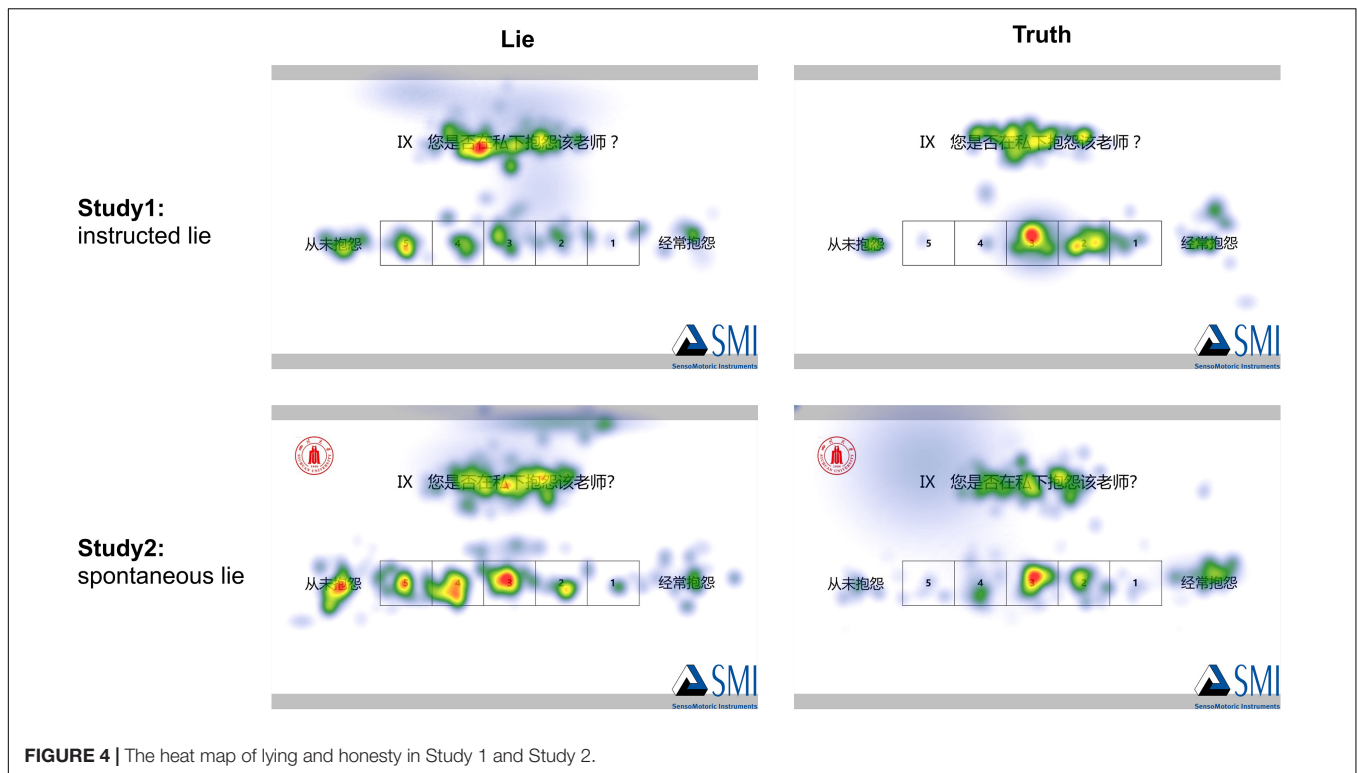 Lie
Truth
Study1:
instructed lie
IX 您是否在私下抱怨该老师？
从未抱怨 5 4 3 2 1 经常抱怨
SMI
SensoMotoric Instruments
IX 您是否在私下抱怨该老师？
从未抱怨 5 4 3 2 1 经常抱怨
SMI
SensoMotoric Instruments
Study2:
spontaneous lie
IX 您是否在私下抱怨该老师?
从未抱怨 5 4 3 2 1 经常抱怨
SMI
SensoMotoric Instruments
IX 您是否在私下抱怨该老师?
从未抱怨 5 4 3 2 1 经常抱怨
SMI
SensoMotoric Instruments
FIGURE 4 | The heat map of lying and honesty in Study 1 and Study 2.